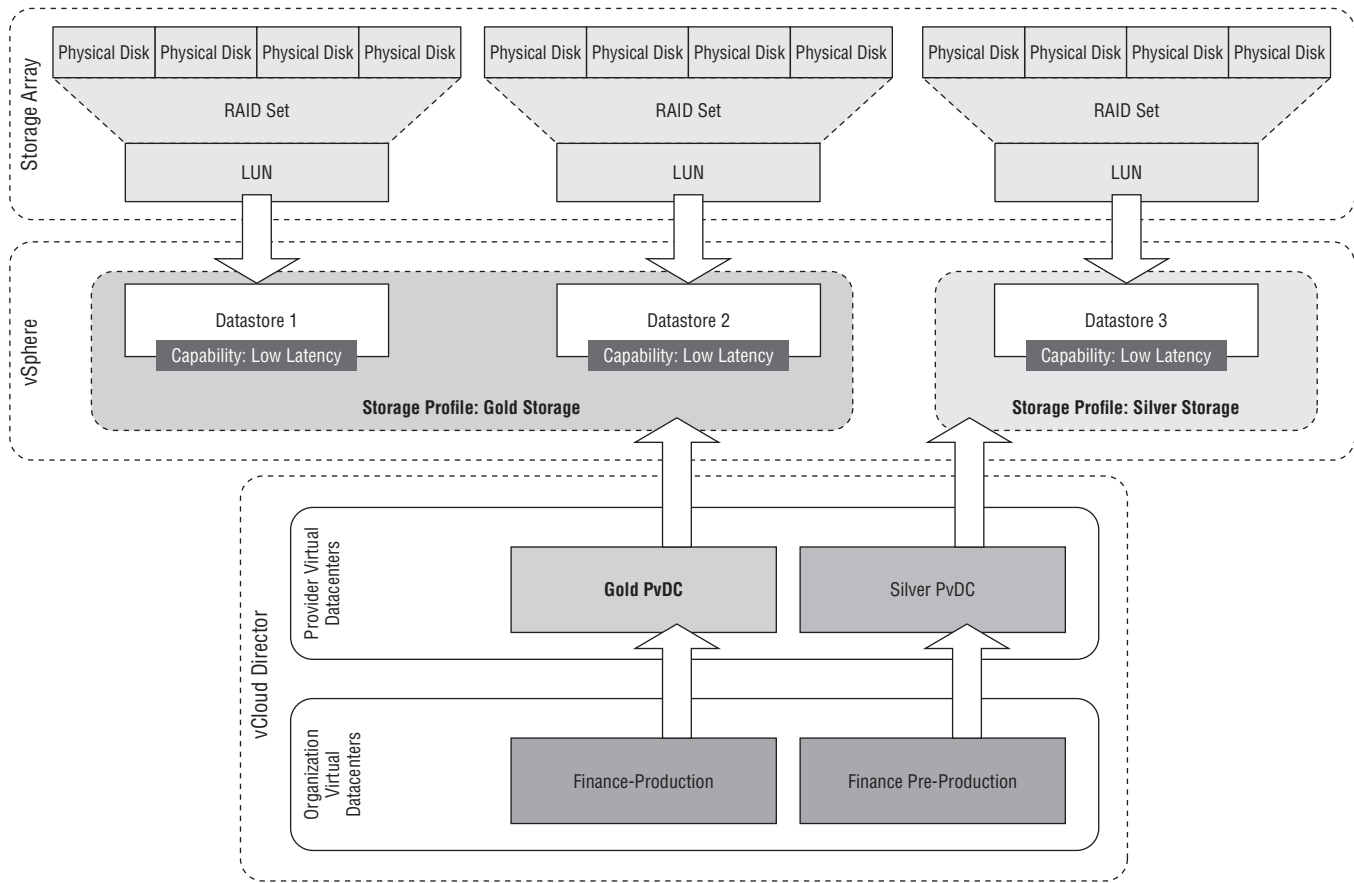 Storage Array
Physical Disk Physical Disk Physical Disk Physical Disk
Physical Disk Physical Disk Physical Disk Physical Disk
Physical Disk Physical Disk Physical Disk Physical Disk
RAID Set
RAID Set
RAID Set
LUN
LUN
LUN
vSphere
Datastore 1
Capability: Low Latency
Datastore 2
Capability: Low Latency
Storage Profile: Gold Storage
Datastore 3
Capability: Low Latency
Storage Profile: Silver Storage
vCloud Director
Provider Virtual
Datacenters
Gold PvDC
Silver PvDC
Organization
Virtual
Datacenters
Finance-Production
Finance Pre-Production